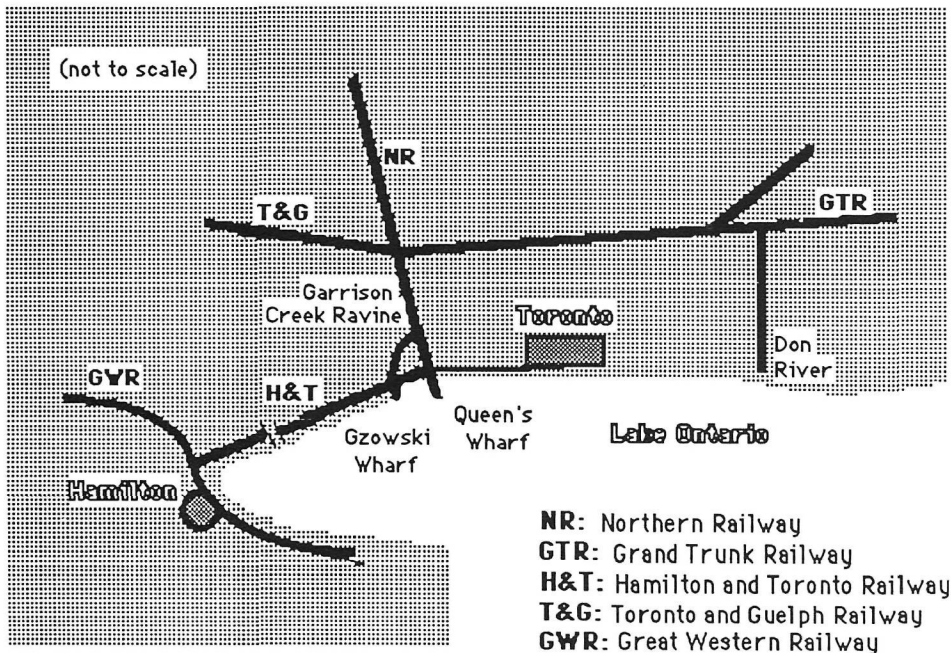 (not to scale)
NR
T&G
GTR
Garrison
Creek Ravine
Toronto
Don
River
GWR
H&T
Queen's
Wharf
Gzowski
Wharf
Lake Ontario
Hamilton
NR: Northern Railway
GTR: Grand Trunk Railway
H&T: Hamilton and Toronto Railway
T&G: Toronto and Guelph Railway
GWR: Great Western Railway